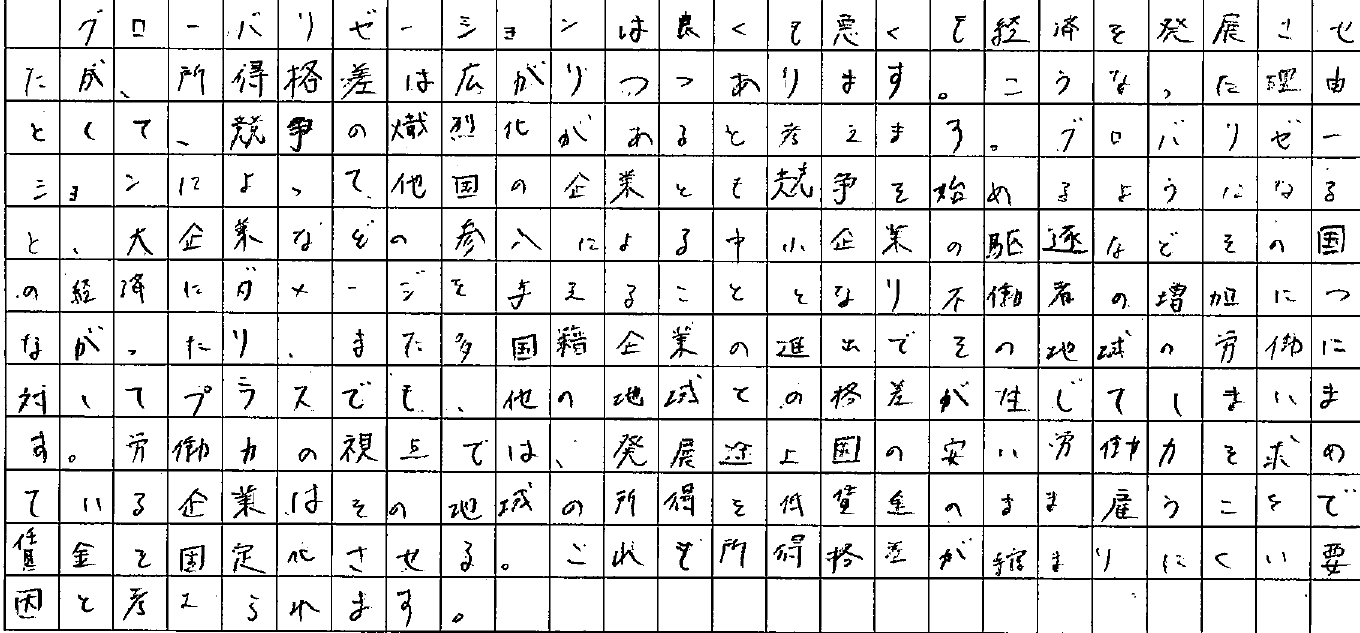 グローバリゼーションは良くも悪くも経済を発展させ
た成、所得格差は広がりつつあります。こうなった理由
として、競争の熾烈化があると考えます。グロバリゼー
ションによって他国の企業とも競争を始めるようになる
と、大企業などの参入による中小企業の駆逐などその国
の経済にダメージを与えることとなり不働者の増加につ
ながったり、また多国籍企業の進出でその地域の労働に
対してプラスでも、他の地域との格差が生じてしまいま
す。労働力の視点では、発展途上国の安い労働力を求め
ている企業はその地域の所得を低賃金のまま雇うことで
賃金を固定化させる。これも所得格差が縮まりにくい要
因と考えられます。